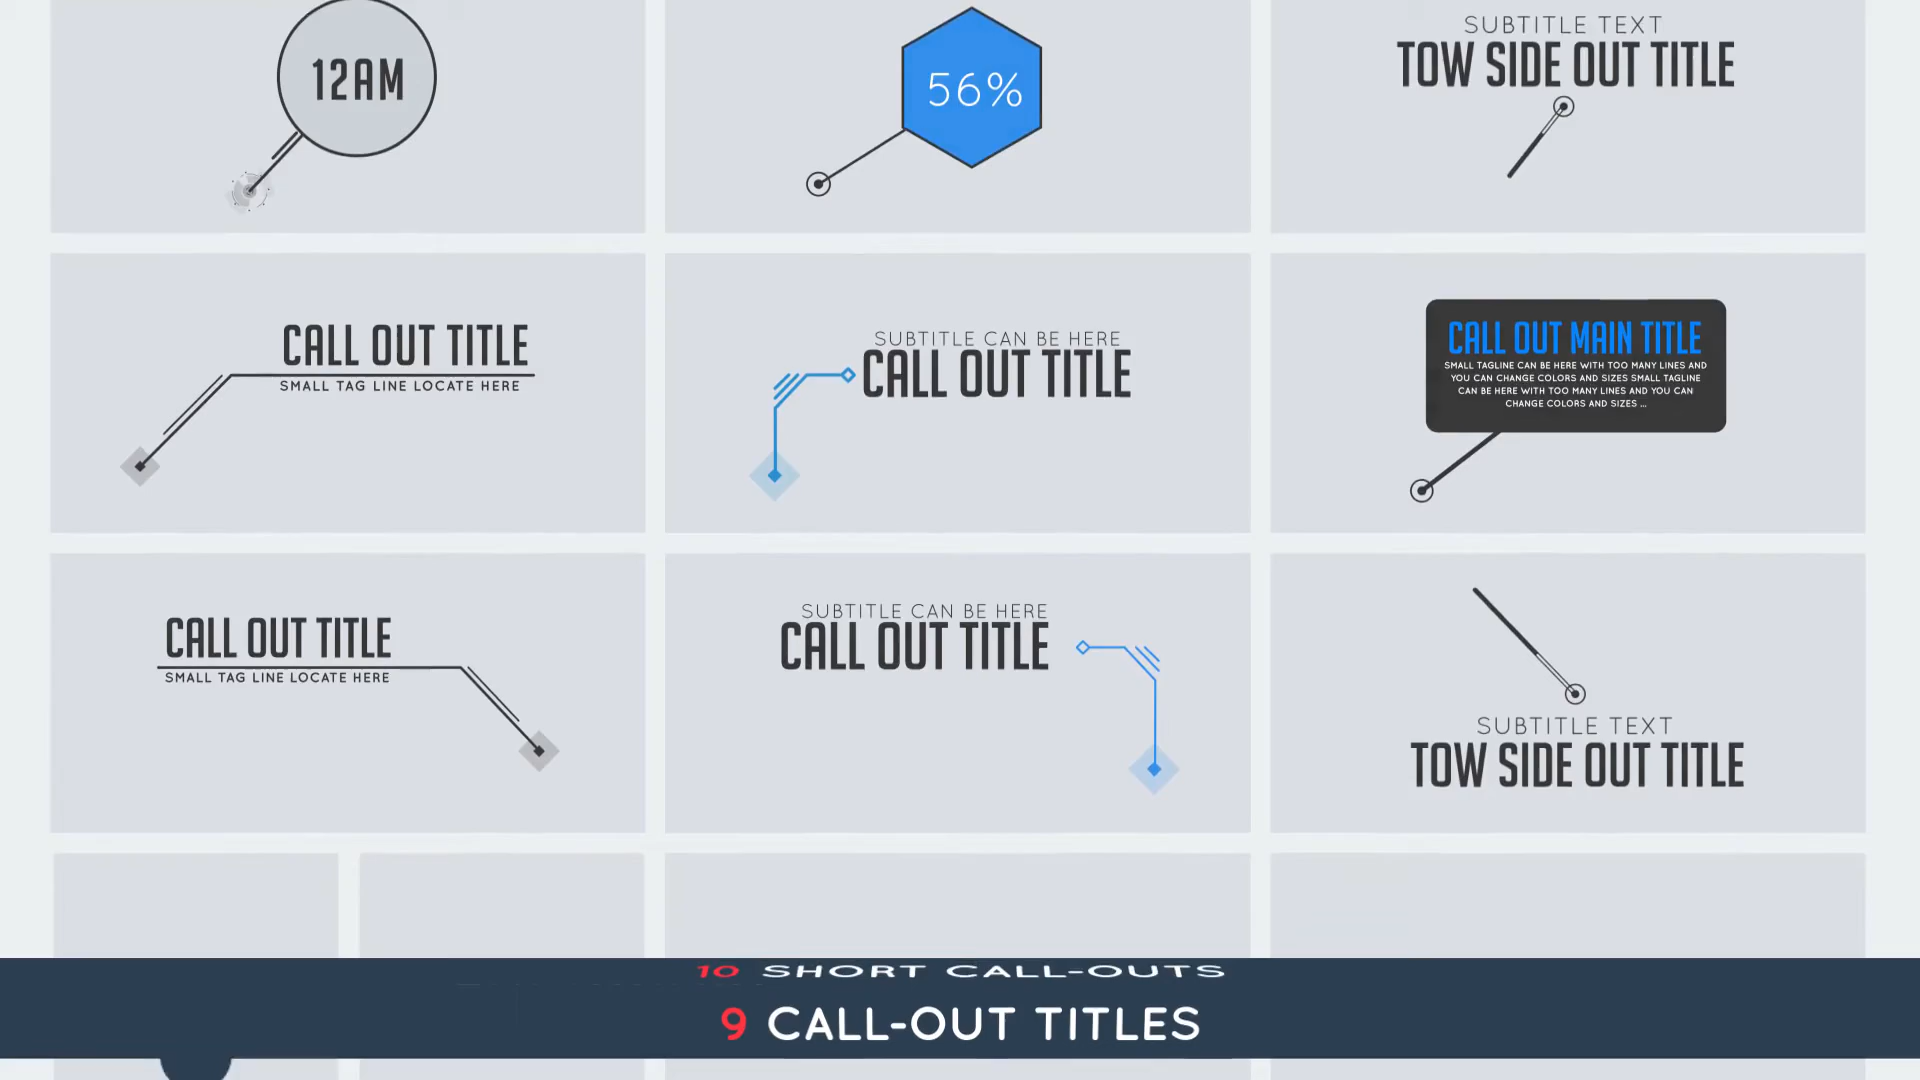 12AM
56%
SUBTITLE TEXT
TOW SIDE OUT TITLE
CALL OUT TITLE
SMALL TAG LINE LOCATE HERE
SUBTITLE CAN BE HERE
CALL OUT TITLE
CALL OUT MAIN TITLE
SMALL TAGLINE CAN BE HERE WITH TOO MANY LINES AND
YOU CAN CHANGE COLORS AND SIZES SMALL TAGLINE
CAN BE HERE WITH TOO MANY LINES AND YOU CAN
CHANGE COLORS AND SIZES ...
CALL OUT TITLE
SMALL TAG LINE LOCATE HERE
SUBTITLE CAN BE HERE
CALL OUT TITLE
SUBTITLE TEXT
TOW SIDE OUT TITLE
10 SHORT CALL-OUTS
9 CALL-OUT TITLES